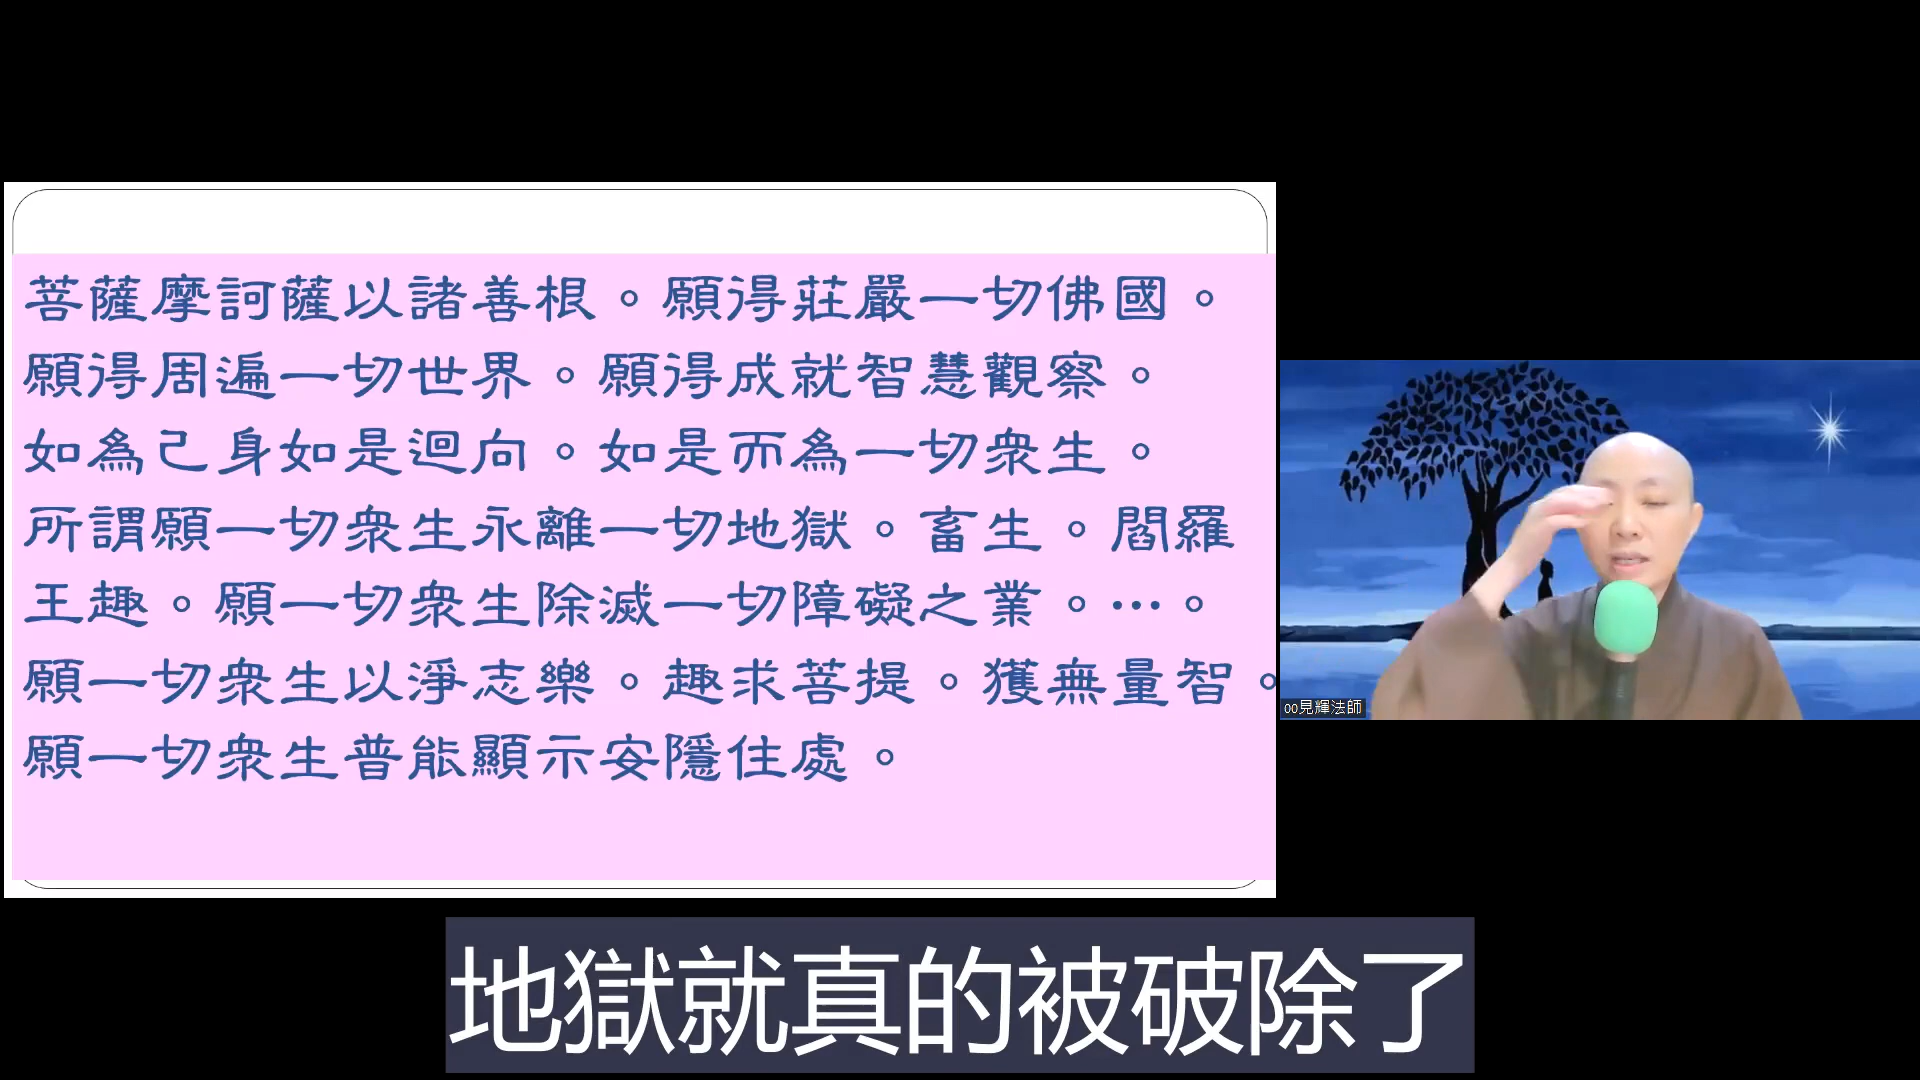 菩薩摩訶薩以諸善根。願得莊嚴一切佛國。
願得周遍一切世界。願得成就智慧觀察。
如為己身如是迴向。如是而為一切眾生。
所謂願一切眾生永離一切地獄。畜生。閻羅
王趣。願一切眾生除滅一切障礙之業。…。
願一切眾生以淨志樂。趣求菩提。獲無量智。
願一切眾生普能顯示安隱住處。
oo見輝法師
地獄就真的被破除了